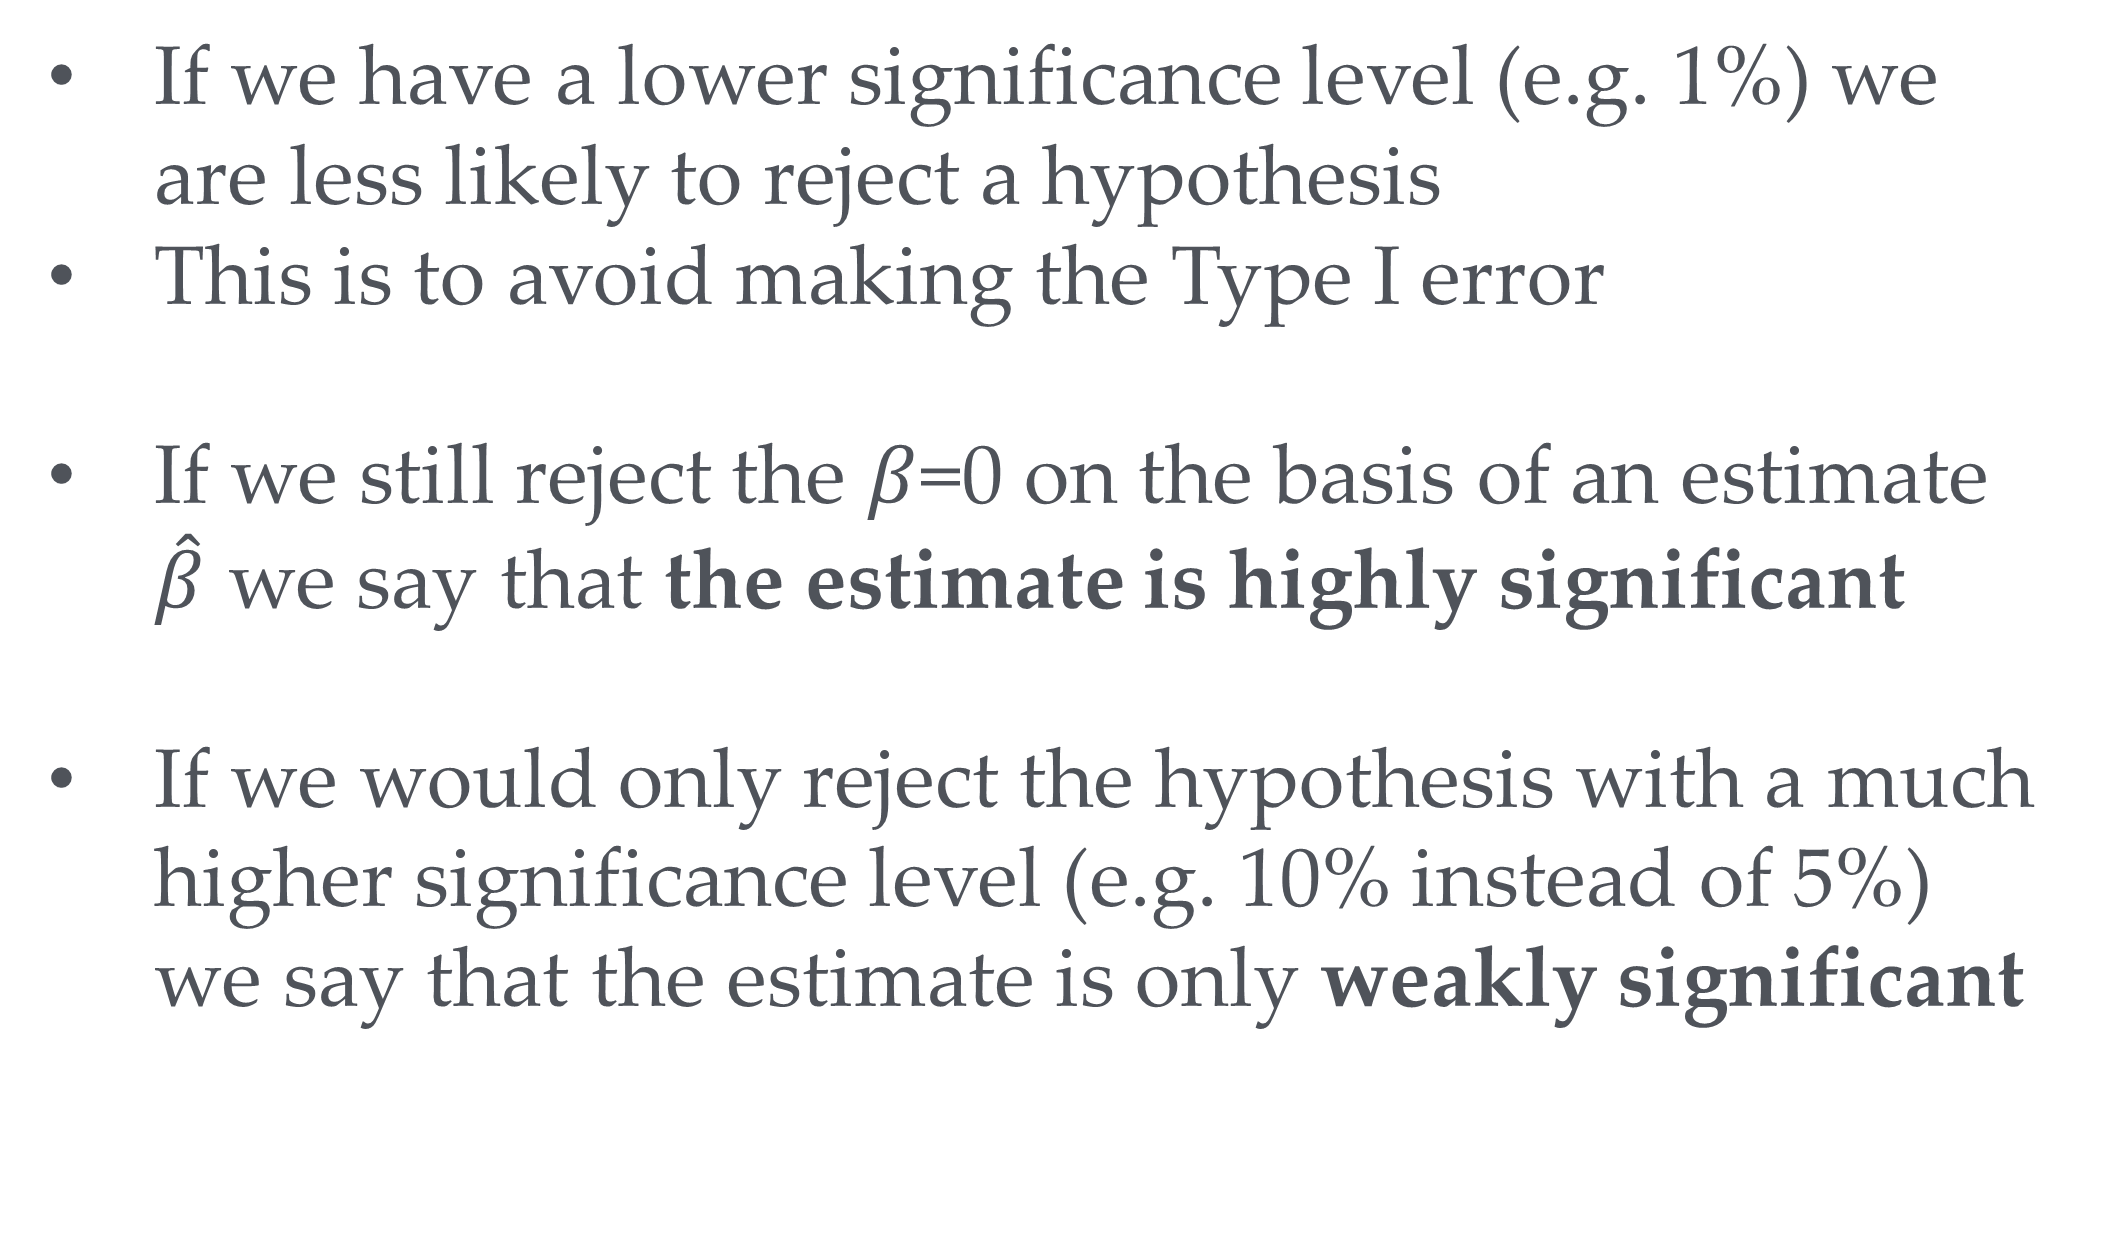 • If we have a lower significance level (e.g. 1%) we
are less likely to reject a hypothesis
• This is to avoid making the Type I error
• If we still reject the β=0 on the basis of an estimate
β̂ we say that the estimate is highly significant
• If we would only reject the hypothesis with a much
higher significance level (e.g. 10% instead of 5%)
we say that the estimate is only weakly significant